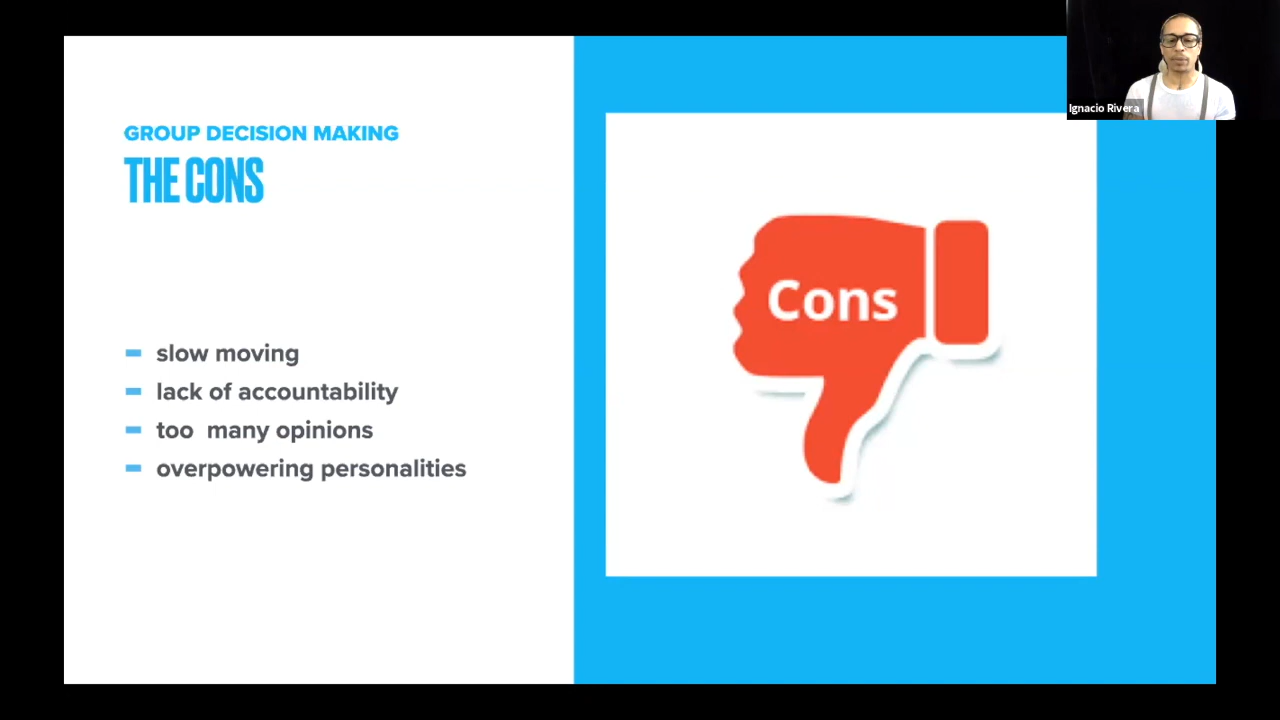 Ignacio Rivera
GROUP DECISION MAKING
THE CONS
slow moving
lack of accountability
too  many opinions
overpowering personalities
Cons